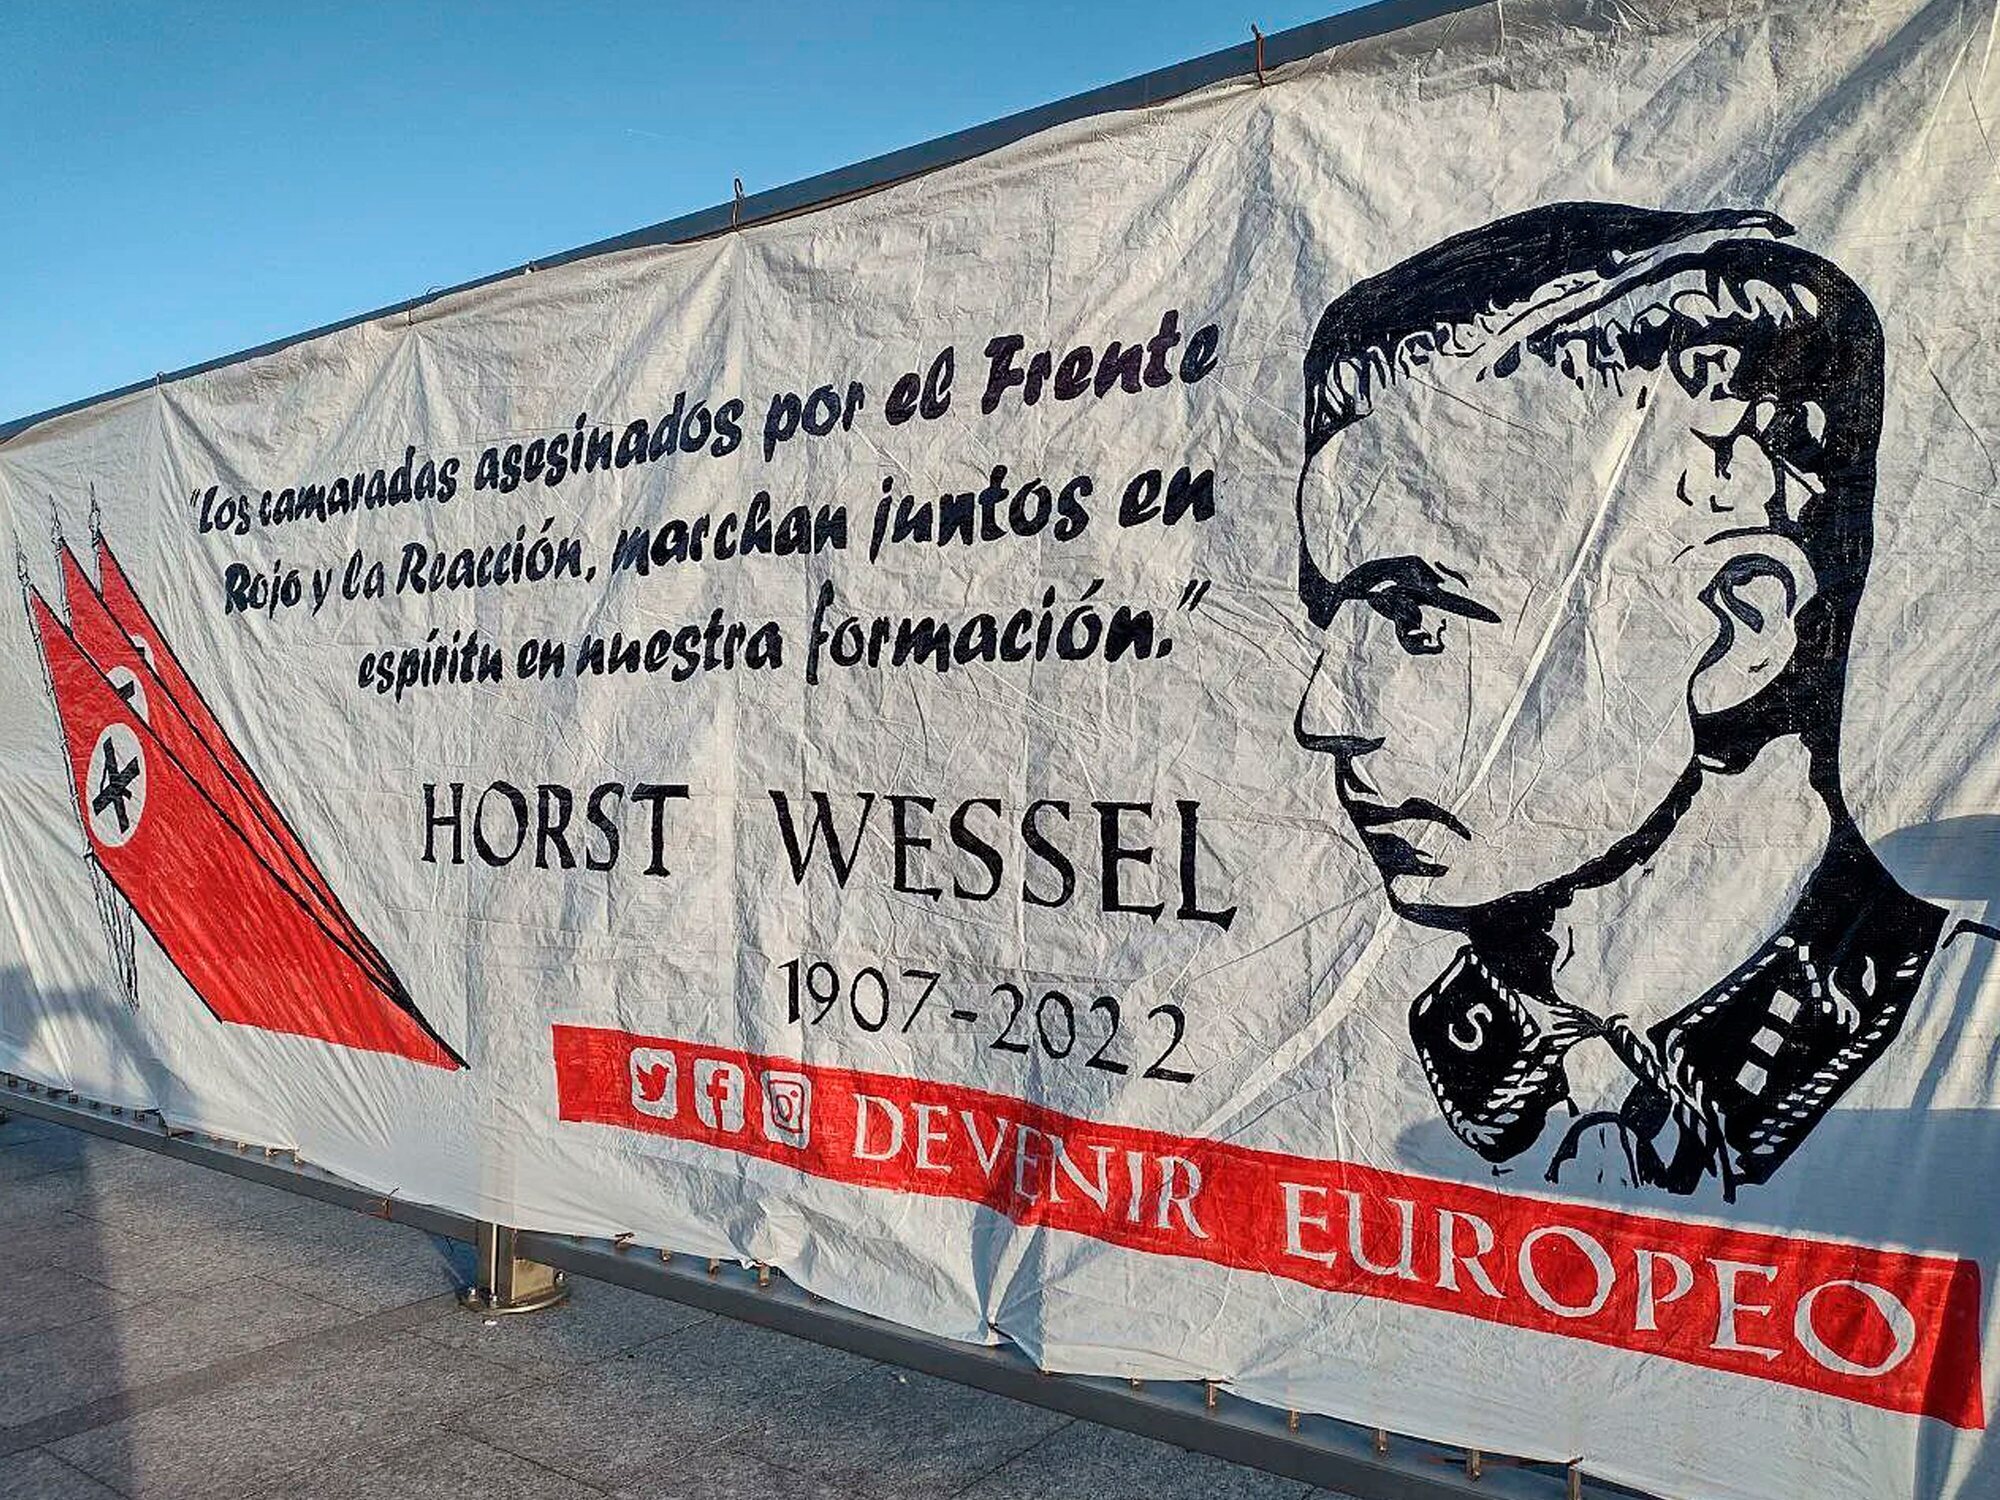 "Los camaradas asesinados por el Frente
Rojo y la Reacción, marchan juntos en
espíritu en nuestra formación."
HORST WESSEL
1907-2022
DEVENIR EUROPEO
S